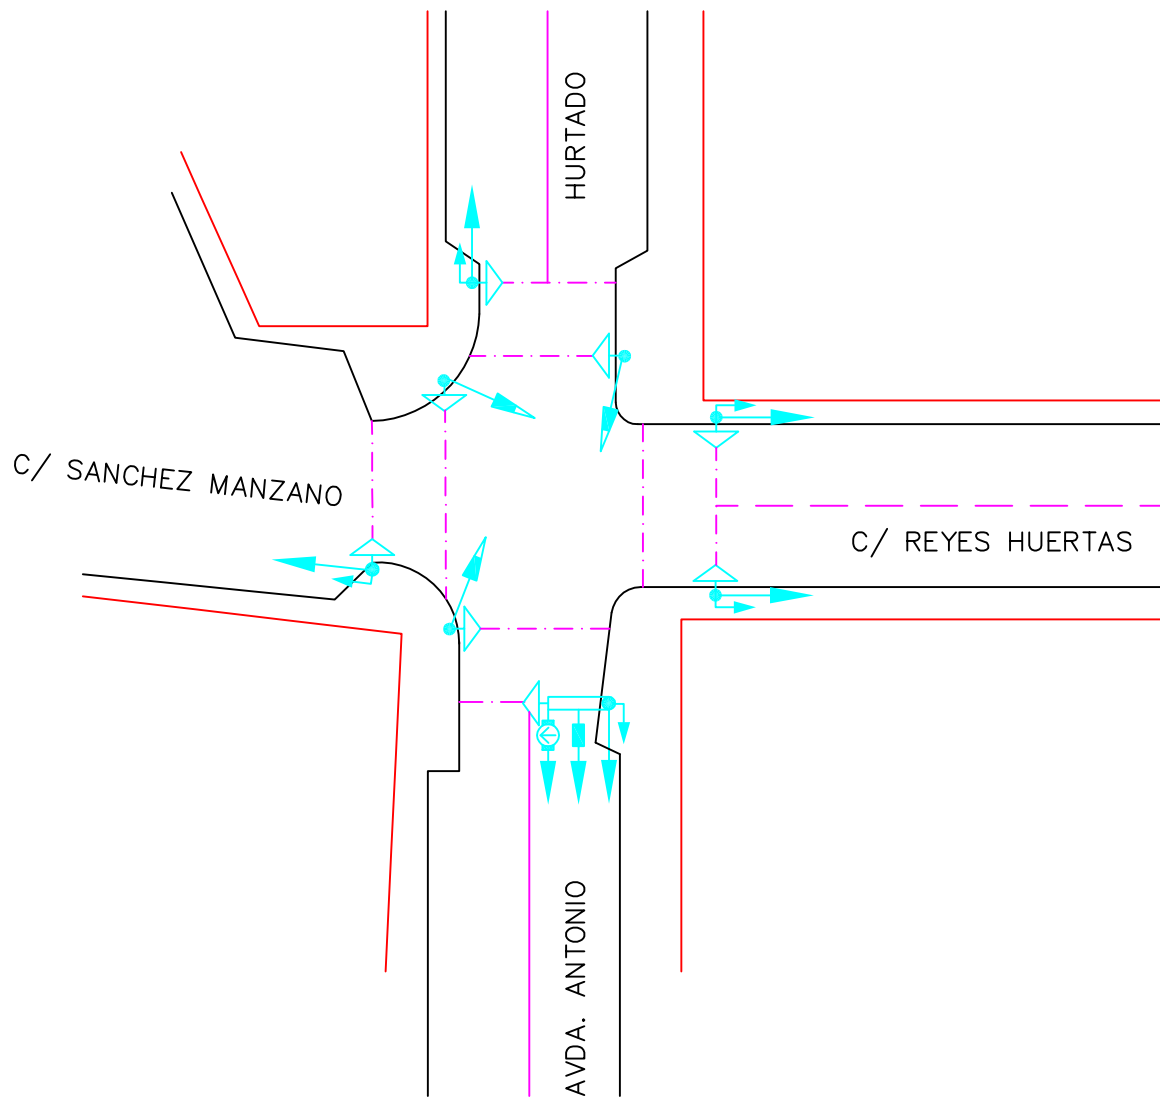 HURTADO
C/ SANCHEZ MANZANO
C/ REYES HUERTAS
AVDA. ANTONIO